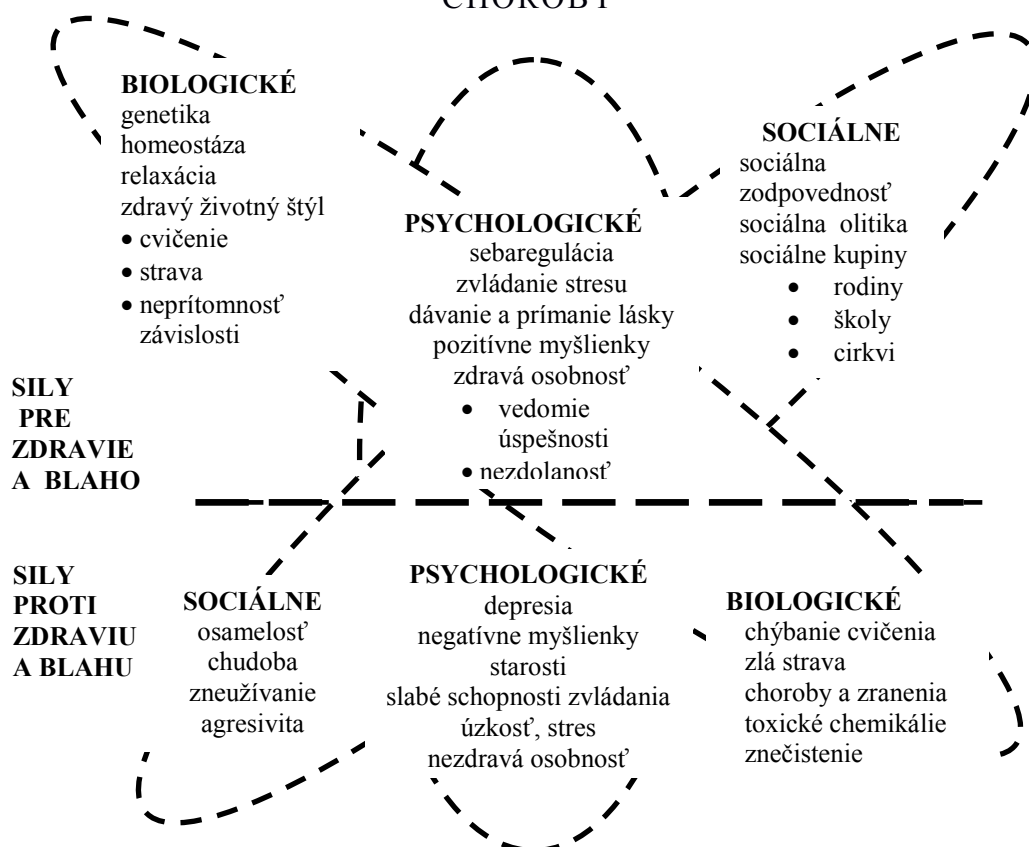 CHOROBY
BIOLOGICKÉ
genetika
homeostáza
relaxácia
zdravý životný štýl
• cvičenie
• strava
• neprítomnosť
závislosti
PSYCHOLOGICKÉ
sebaregulácia
zvládanie stresu
dávanie a prímanie lásky
pozitívne myšlienky
zdravá osobnosť
• vedomie
úspešnosti
• nezdolanosť
SOCIÁLNE
sociálna
zodpovednosť
sociálna olitika
sociálne kupiny
• rodiny
• školy
• cirkvi
SILY
PRE
ZDRAVIE
A BLAHO
SILY
PROTI
ZDRAVIU
A BLAHU
SOCIÁLNE
osamelosť
chudoba
zneužívanie
agresivita
PSYCHOLOGICKÉ
depresia
negatívne myšlienky
starosti
slabé schopnosti zvládania
úzkosť, stres
nezdravá osobnosť
BIOLOGICKÉ
chýbanie cvičenia
zlá strava
choroby a zranenia
toxické chemikálie
znečistenie